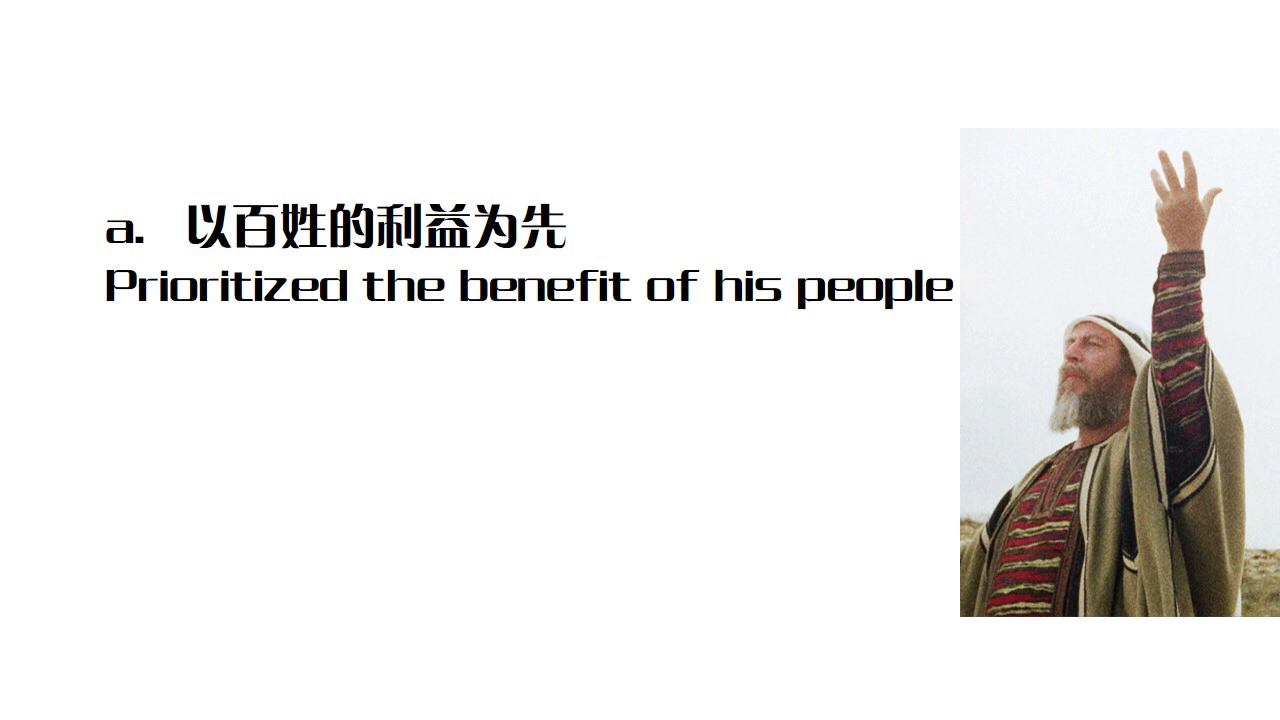 a. 以百姓的利益为先
Prioritized the benefit of his people